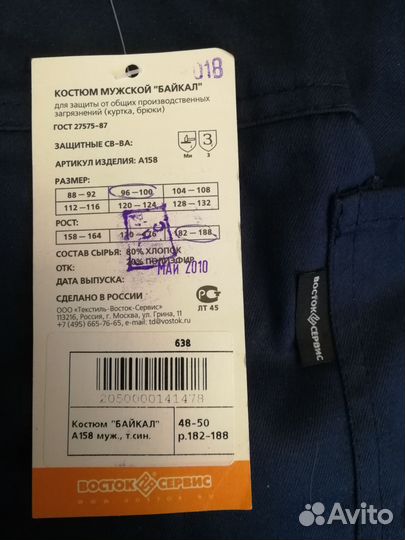 018
КОСТЮМ МУЖСКОЙ "БАЙКАЛ"
для защиты от общих производственных
загрязнений (куртка, брюки)
ГОСТ 27575-87
ЗАЩИТНЫЕ СВ-ВА:
Ми
З
3
АРТИКУЛ ИЗДЕЛИЯ: А158
РАЗМЕР:
88 – 92 96 – 100 104 – 108
112 – 116 120 – 124 128 – 132
РОСТ:
158 – 164 182 – 188
СОСТАВ СЫРЬЯ: 80% ХЛОПОК
20% ПОЛИЭФИР
ОТК:
МАЙ 2010
ДАТА ВЫПУСКА:
СДЕЛАНО В РОССИИ
ЛТ 45
ООО «Текстиль-Восток-Сервис»
113216, Россия, г. Москва, ул. Грина, 11
+7 (495) 665-76-65, e-mail: td@vostok.ru
638
2050000141478
Костюм "БАЙКАЛ"
А158 муж., т.син.
48-50
р.182-188
ВОСТОК СЕРВИС
ВОСТОК СЕРВИС
Avito